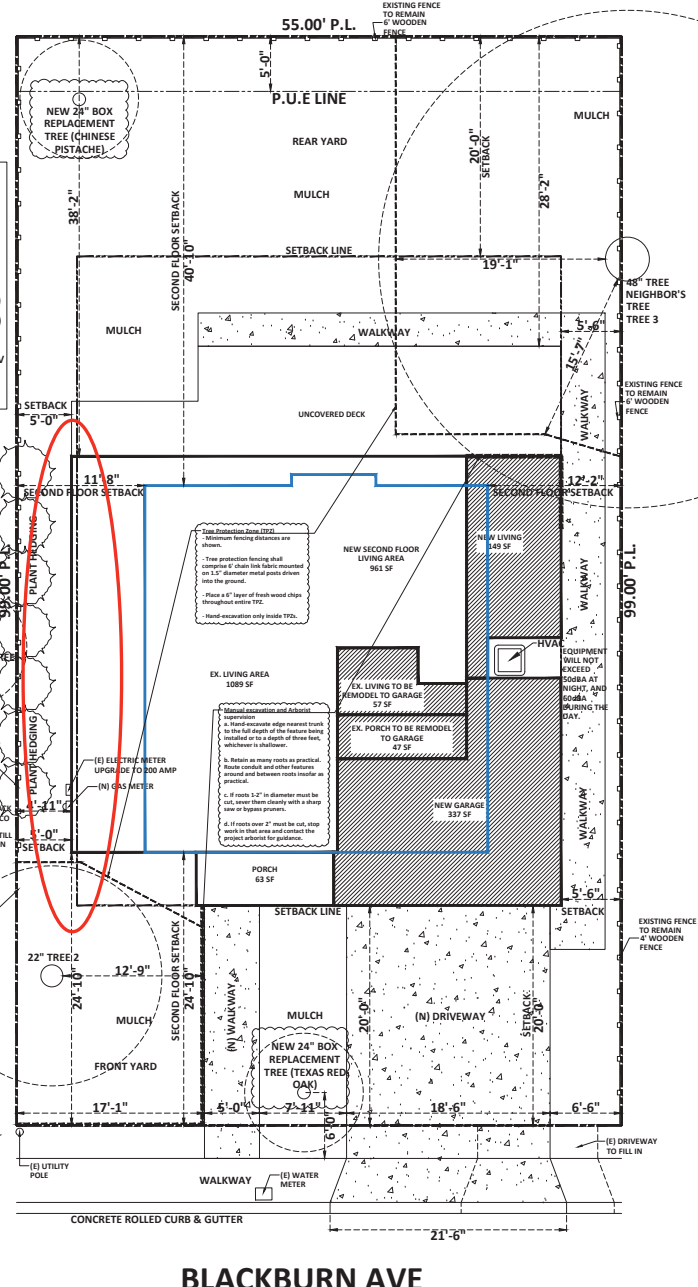 EXISTING FENCE
TO REMAIN
6' WOODEN
FENCE
55.00' P.L.
5'-0"
P.U.E LINE
NEW 24" BOX
REPLACEMENT
TREE (CHINESE
PISTACHE)
MULCH
REAR YARD
20'-0"
SETBACK
MULCH
38'-2"
SECOND FLOOR SETBACK
40'-10"
28'-2"
SETBACK LINE
19'-1"
48" TREE
NEIGHBOR'S
TREE
TREE 3
5'-6"
MULCH
WALKWAY
15'-7"
EXISTING FENCE
TO REMAIN
6' WOODEN
FENCE
WALKWAY
SETBACK
5'-0"
UNCOVERED DECK
11'-8"
SECOND FLOOR SETBACK
12'-2"
SECOND FLOOR SETBACK
99.00' P.L.
PLANT HEDGING
Tree Protection Zone (TPZ)
- Minimum fencing distances are
shown.
- Tree protection fencing shall
comprise 6' chain link fabric mounted
on 1.5" diameter metal posts driven
into the ground.
- Place a 6" layer of fresh wood chips
throughout entire TPZ.
- Hand-excavation only inside TPZs.
NEW SECOND FLOOR
LIVING AREA
961 SF
NEW LIVING
149 SF
WALKWAY
99.00' P.L.
HVAC
EQUIPMENT
WILL NOT
EXCEED
50dBA AT
NIGHT, AND
60dBA
DURING THE
DAY.
EX. LIVING AREA
1089 SF
EX. LIVING TO BE
REMODEL TO GARAGE
57 SF
EX. PORCH TO BE REMODEL
TO GARAGE
47 SF
Manual excavation and Arborist
supervision
a. Hand-excavate edge nearest trunk
to the full depth of the feature being
installed or to a depth of three feet,
whichever is shallower.
b. Retain as many roots as practical.
Route conduit and other features
around and between roots insofar as
practical.
c. If roots 1-2" in diameter must be
cut, sever them cleanly with a sharp
saw or bypass pruners.
d. If roots over 2" must be cut, stop
work in that area and contact the
project arborist for guidance.
PLANT HEDGING
(E) ELECTRIC METER
UPGRADE TO 200 AMP
(N) GAS METER
4'-11"
5'-0"
SETBACK
NEW GARAGE
337 SF
WALKWAY
PORCH
63 SF
5'-6"
SETBACK
SETBACK LINE
EXISTING FENCE
TO REMAIN
4' WOODEN
FENCE
22" TREE 2
12'-9"
24'-10"
SECOND FLOOR SETBACK
24'-10"
MULCH
FRONT YARD
(N) WALKWAY
MULCH
20'-0"
(N) DRIVEWAY
SETBACK
20'-0"
NEW 24" BOX
REPLACEMENT
TREE (TEXAS RED
OAK)
17'-1"
5'-0"
7'-11"
18'-6"
6'-6"
6'-0"
(E) DRIVEWAY
TO FILL IN
(E) UTILITY
POLE
WALKWAY
(E) WATER
METER
CONCRETE ROLLED CURB & GUTTER
21'-6"
BLACKBURN AVE